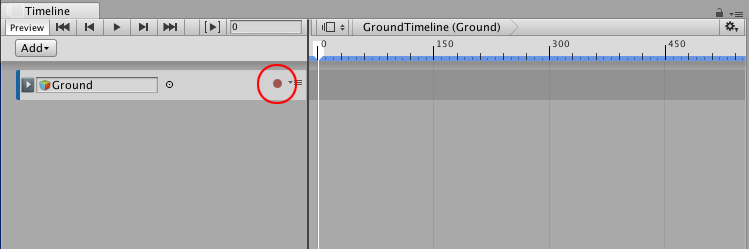 Timeline
Preview 0 GroundTimeline (Ground)
Add 0 150 300 450
Ground